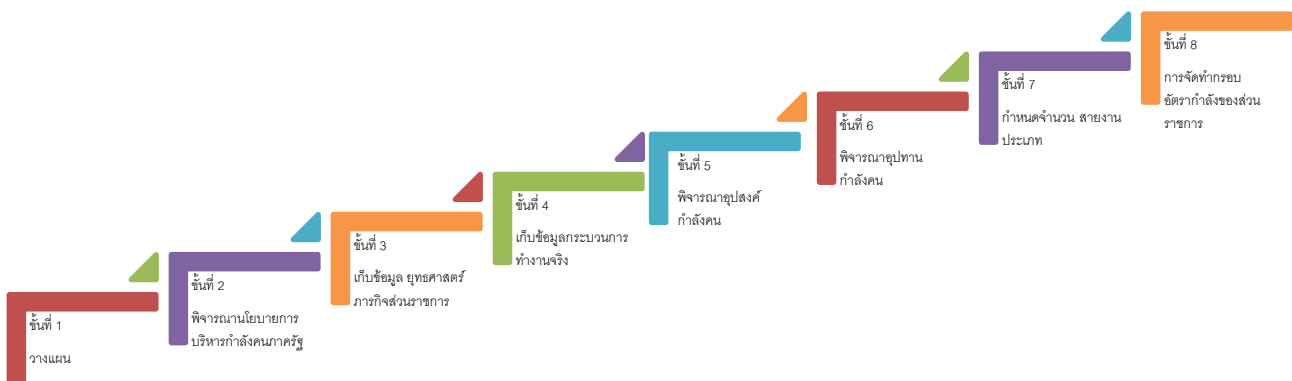 ขั้นที่ 1
วางแผน
ขั้นที่ 2
พิจารณานโยบายการ
บริหารกำลังคนภาครัฐ
ขั้นที่ 3
เก็บข้อมูล ยุทธศาสตร์
ภารกิจส่วนราชการ
ขั้นที่ 4
เก็บข้อมูลกระบวนการ
ทำงานจริง
ขั้นที่ 5
พิจารณาอุปสงค์
กำลังคน
ขั้นที่ 6
พิจารณาอุปทาน
กำลังคน
ขั้นที่ 7
กำหนดจำนวน สายงาน
ประเภท
ขั้นที่ 8
การจัดทำกรอบ
อัตรากำลังของส่วน
ราชการ